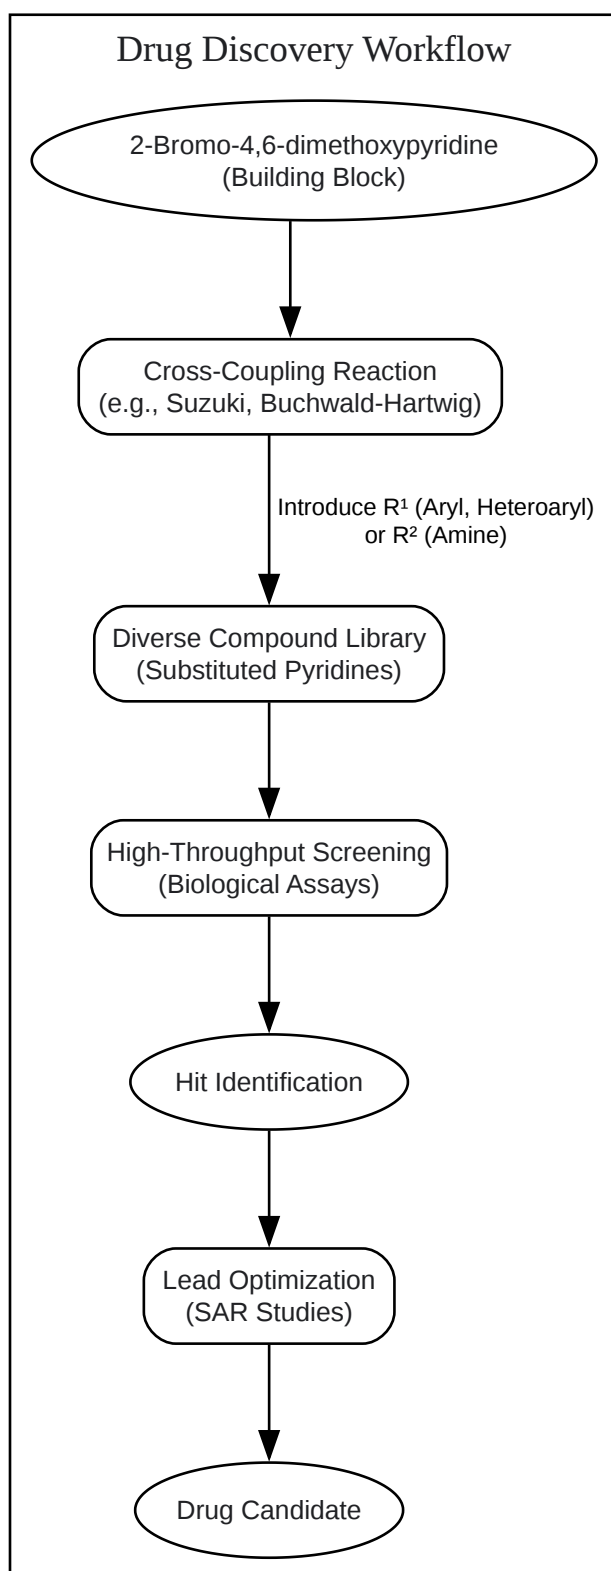 Drug Discovery Workflow
2-Bromo-4,6-dimethoxypyridine
(Building Block)
Cross-Coupling Reaction
(e.g., Suzuki, Buchwald-Hartwig)
Introduce R¹ (Aryl, Heteroaryl)
or R² (Amine)
Diverse Compound Library
(Substituted Pyridines)
High-Throughput Screening
(Biological Assays)
Hit Identification
Lead Optimization
(SAR Studies)
Drug Candidate